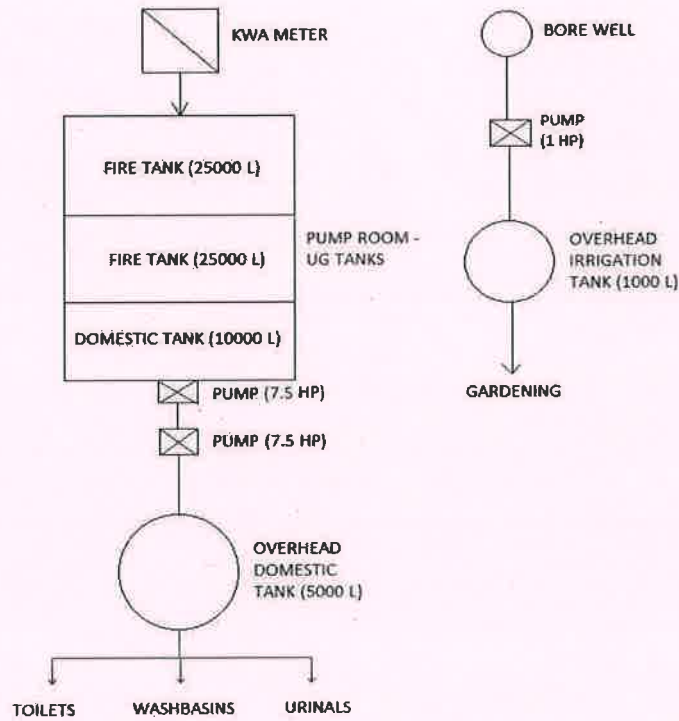 KWA METER
FIRE TANK (25000 L)
FIRE TANK (25000 L)
DOMESTIC TANK (10000 L)
PUMP ROOM -
UG TANKS
PUMP (7.5 HP)
PUMP (7.5 HP)
OVERHEAD
DOMESTIC
TANK (5000 L)
TOILETS
WASHBASINS
URINALS
BORE WELL
PUMP
(1 HP)
OVERHEAD
IRRIGATION
TANK (1000 L)
GARDENING